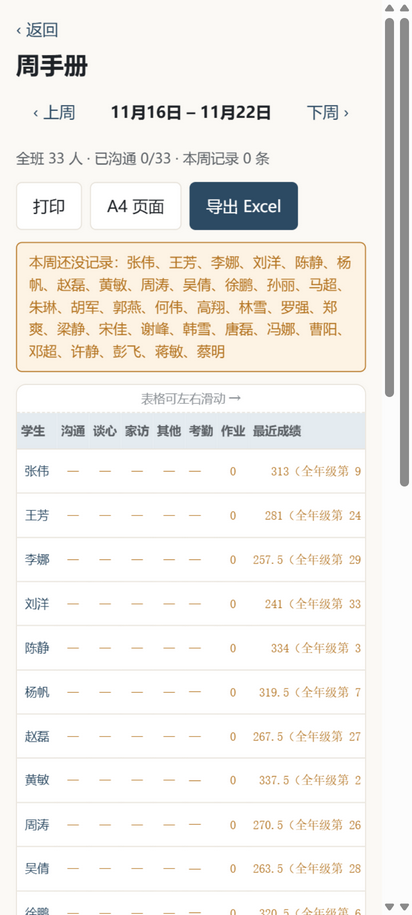 ‹ 返回
周手册
‹ 上周 11月16日 – 11月22日 下周 ›
全班 33 人 · 已沟通 0/33 · 本周记录 0 条
打印 A4 页面 导出 Excel
本周还没记录：张伟、王芳、李娜、刘洋、陈静、杨
帆、赵磊、黄敏、周涛、吴倩、徐鹏、孙丽、马超、
朱琳、胡军、郭燕、何伟、高翔、林雪、罗强、郑
爽、梁静、宋佳、谢峰、韩雪、唐磊、冯娜、曹阳、
邓超、许静、彭飞、蒋敏、蔡明
表格可左右滑动 →
学生 沟通 谈心 家访 其他 考勤 作业 最近成绩
张伟 — — — — — 0 313（全年级第 9
王芳 — — — — — 0 281（全年级第 24
李娜 — — — — — 0 257.5（全年级第 29
刘洋 — — — — — 0 241（全年级第 33
陈静 — — — — — 0 334（全年级第 3
杨帆 — — — — — 0 319.5（全年级第 7
赵磊 — — — — — 0 267.5（全年级第 27
黄敏 — — — — — 0 337.5（全年级第 2
周涛 — — — — — 0 270.5（全年级第 26
吴倩 — — — — — 0 263.5（全年级第 28
徐鹏 — — — — — 0 320.5（全年级第 6